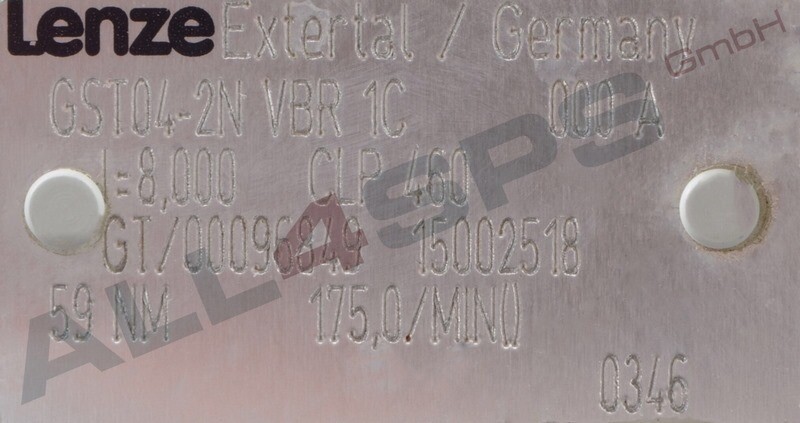 Lenze Extertal / Germany
GST04-2N VBR 1C 000 A
I=8,000 CLP 460
GT/00096849 15002518
59 NM 175,0/MIN()
0346
ALL4SPS GmbH